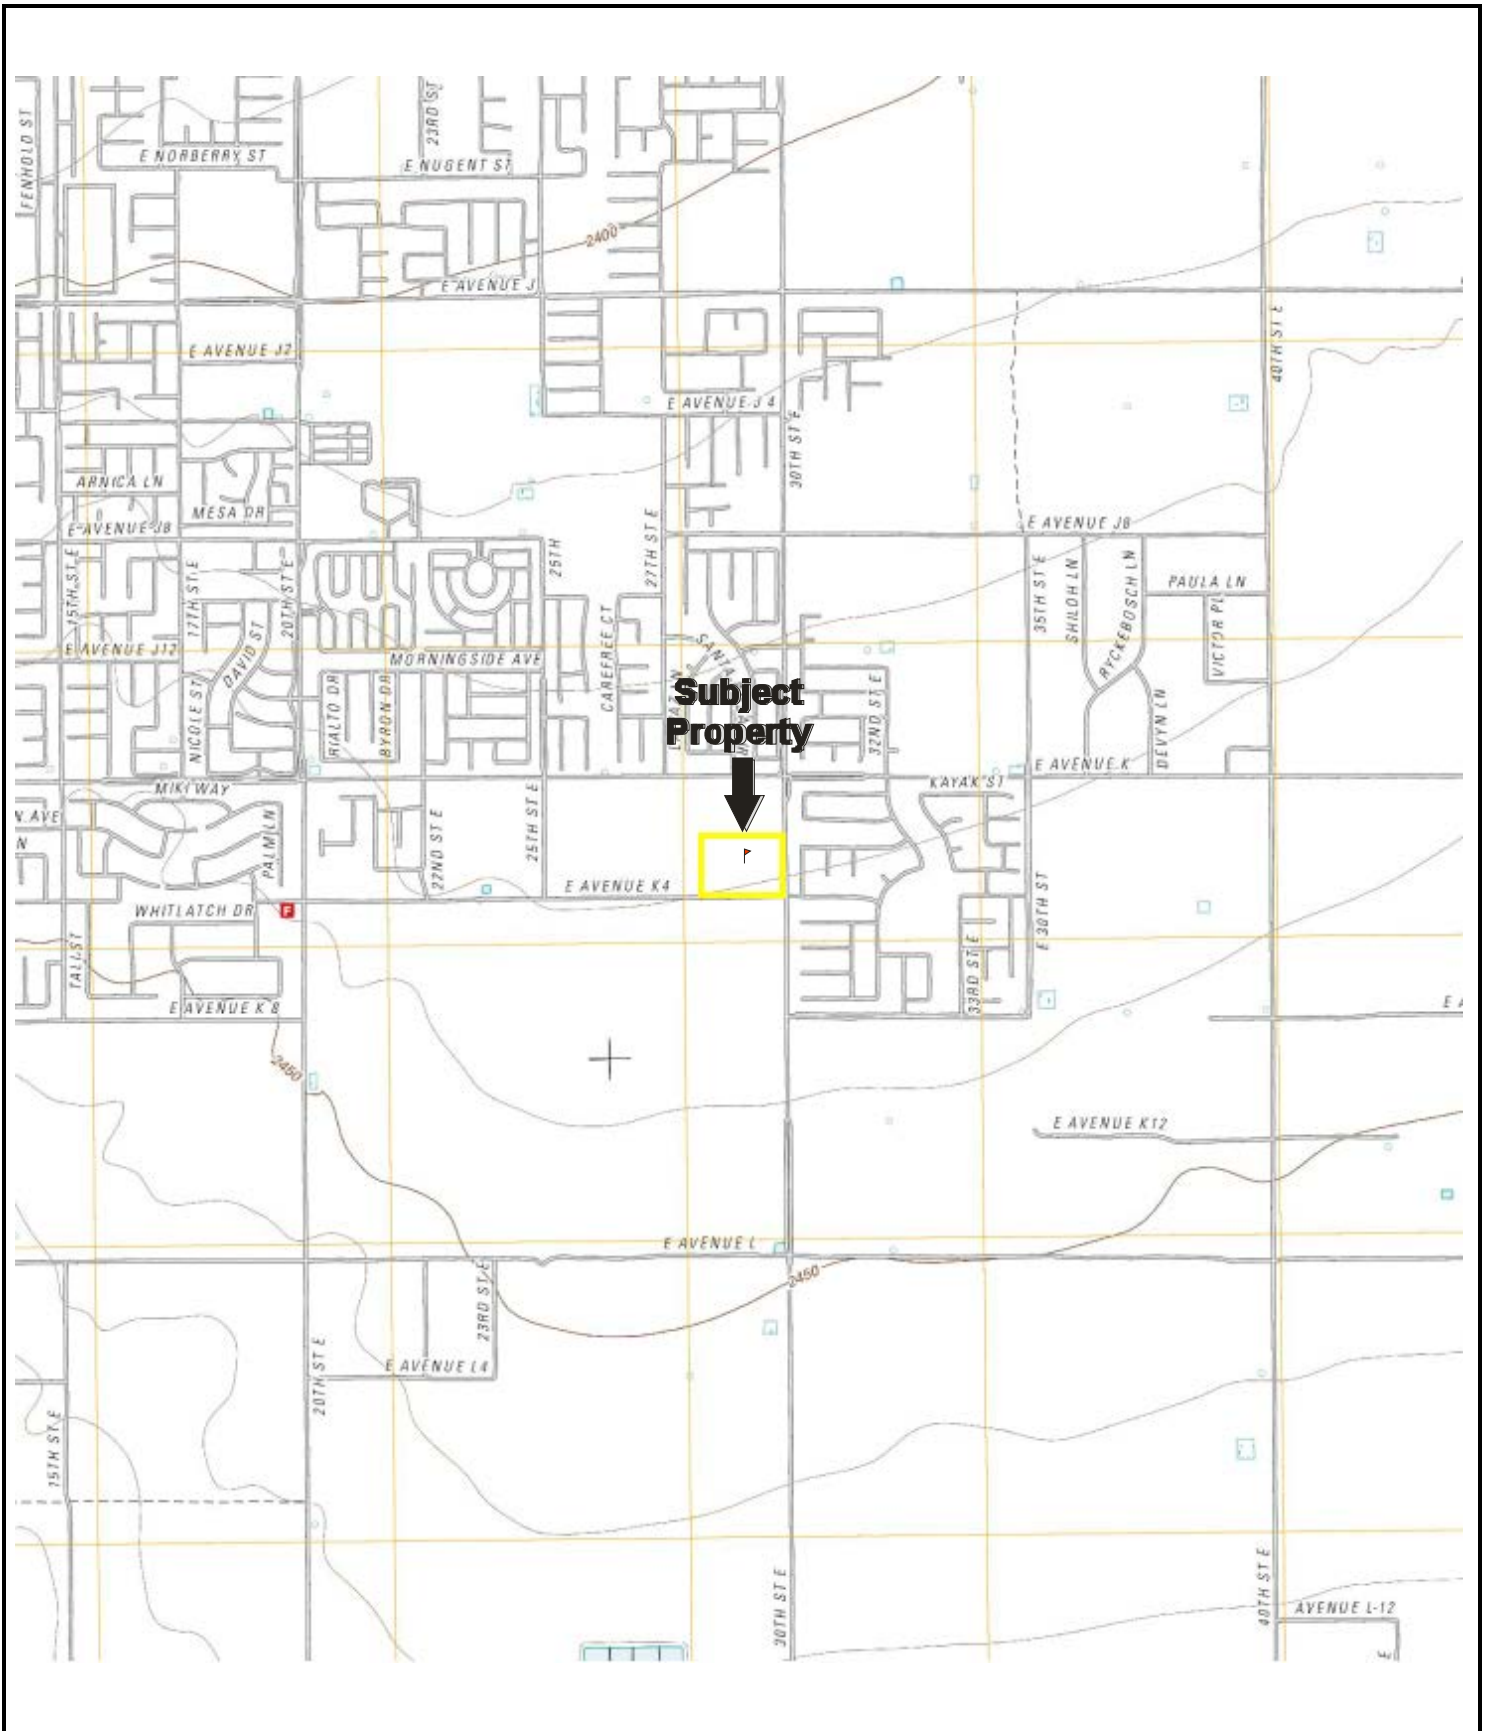 FENHOLD ST
23RD ST
E NORBERRY ST
E NUGENT ST
2400
E AVENUE J
E AVENUE J2
40TH ST E
E AVENUE J 4
30TH ST E
ARNICA LN
MESA DR
E AVENUE J8
E AVENUE J8
27TH ST E
25TH
15TH ST E
17TH ST E
20TH ST E
35TH ST E
SHILOH LN
RYCKEBOSCH LN
PAULA LN
VICTOR PL
DAVID ST
CAREFREE CT
E AVENUE J12
MORNINGSIDE AVE
SANTA
NICOLE ST
RIALTO DR
BYRON DR
Subject
Property
32ND ST E
DEVYN LN
E AVENUE K
MIKI WAY
KAYAK ST
N AVE
N
PALM LN
22ND ST E
25TH ST E
E AVENUE K4
WHITLATCH DR
F
E 30TH ST
TALL ST
33RD ST E
E AVENUE K 8
E A
2450
E AVENUE K12
E AVENUE L
2450
23RD ST E
20TH ST E
E AVENUE L4
15TH ST E
30TH ST E
40TH ST E
AVENUE L-12
E